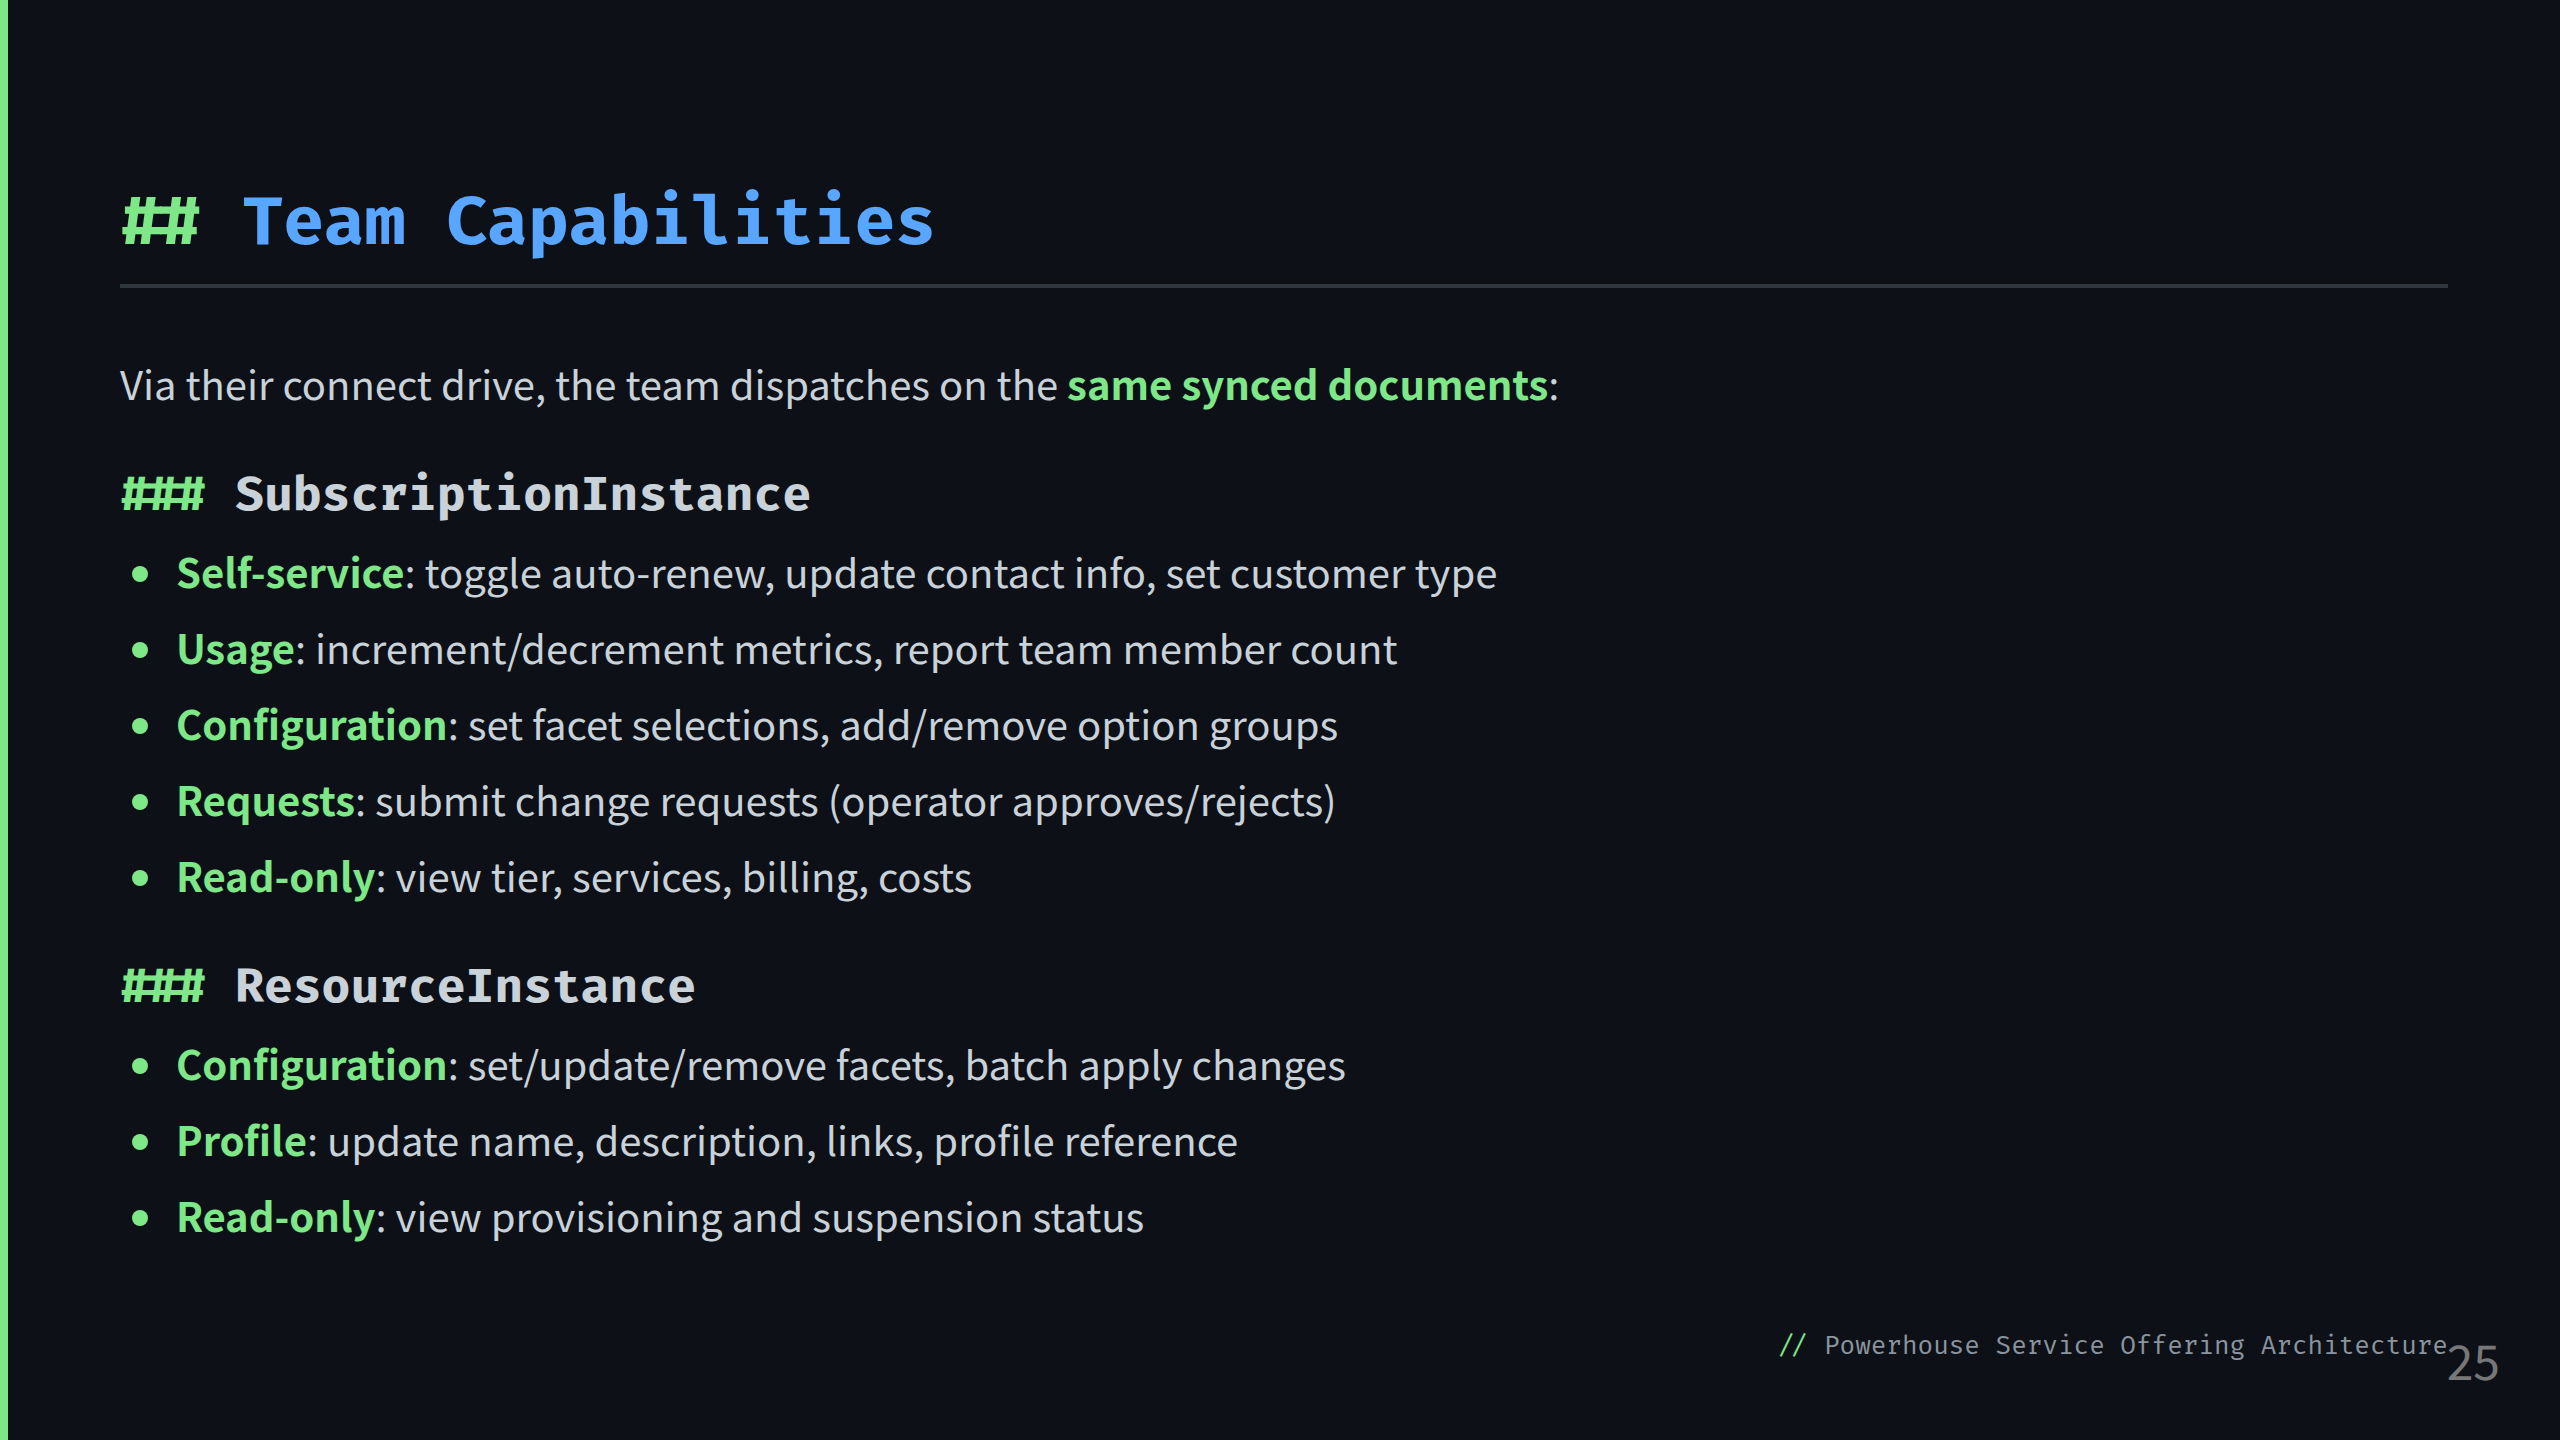 ## Team Capabilities
Via their connect drive, the team dispatches on the same synced documents:
### SubscriptionInstance
• Self-service: toggle auto-renew, update contact info, set customer type
• Usage: increment/decrement metrics, report team member count
• Configuration: set facet selections, add/remove option groups
• Requests: submit change requests (operator approves/rejects)
• Read-only: view tier, services, billing, costs
### ResourceInstance
• Configuration: set/update/remove facets, batch apply changes
• Profile: update name, description, links, profile reference
• Read-only: view provisioning and suspension status
// Powerhouse Service Offering Architecture
25